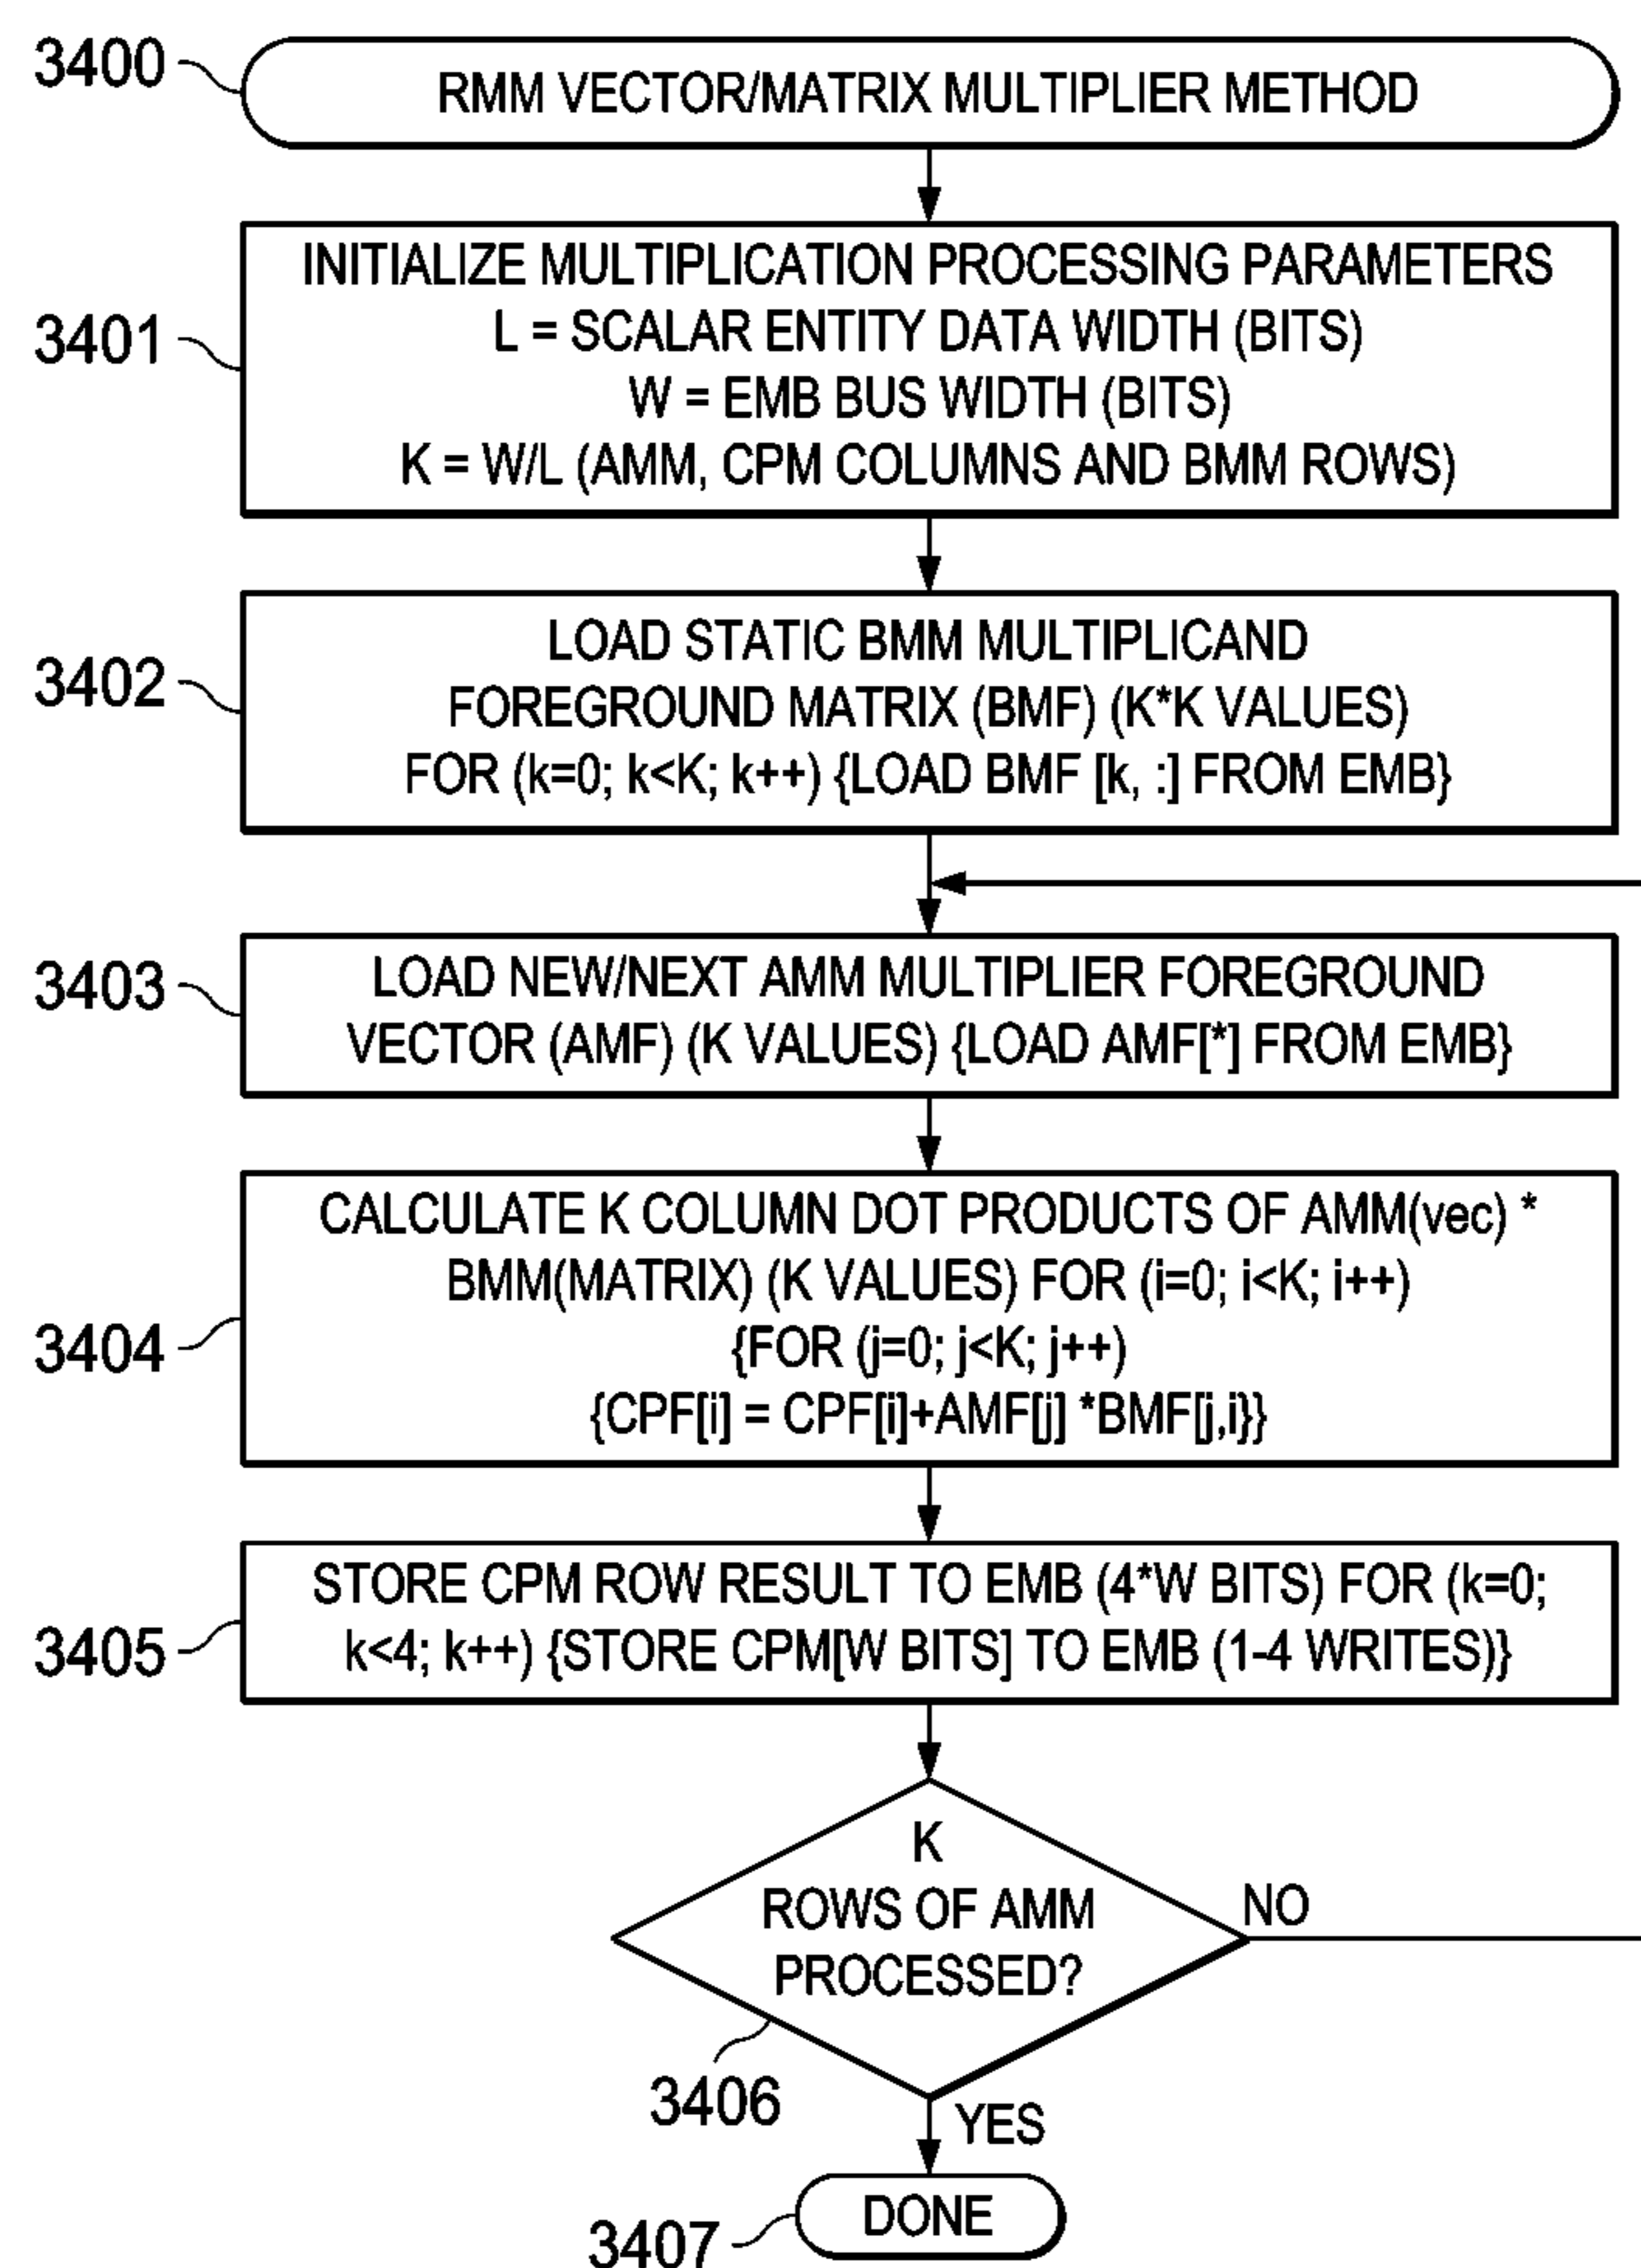 3400
RMM VECTOR/MATRIX MULTIPLIER METHOD
3401
INITIALIZE MULTIPLICATION PROCESSING PARAMETERS
L = SCALAR ENTITY DATA WIDTH (BITS)
W = EMB BUS WIDTH (BITS)
K = W/L (AMM, CPM COLUMNS AND BMM ROWS)
3402
LOAD STATIC BMM MULTIPLICAND
FOREGROUND MATRIX (BMF) (K*K VALUES)
FOR (k=0; k<K; k++) {LOAD BMF [k, :] FROM EMB}
3403
LOAD NEW/NEXT AMM MULTIPLIER FOREGROUND
VECTOR (AMF) (K VALUES) {LOAD AMF[*] FROM EMB}
3404
CALCULATE K COLUMN DOT PRODUCTS OF AMM(vec) *
BMM(MATRIX) (K VALUES) FOR (i=0; i<K; i++)
{FOR (j=0; j<K; j++)
{CPF[i] = CPF[i]+AMF[j] *BMF[j,i}}
3405
STORE CPM ROW RESULT TO EMB (4*W BITS) FOR (k=0;
k<4; k++) {STORE CPM[W BITS] TO EMB (1-4 WRITES)}
K
ROWS OF AMM
PROCESSED?
NO
3406
YES
DONE
3407